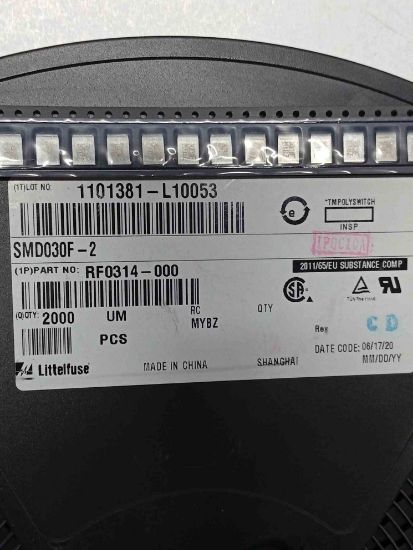 (1T)LOT NO: 1101381-L10053
e
*TMPOLYSWITCH
INSP
SMD030F-2
IPQC10A
(1P)PART NO: RF0314-000
2011/65/EU SUBSTANCE COMP
(Q)QTY: 2000 UM
RC
QTY
PCS
MYBZ
Rev C D
DATE CODE: 06/17/20
MM/DD/YY
Littelfuse
MADE IN CHINA
SHANGHAI